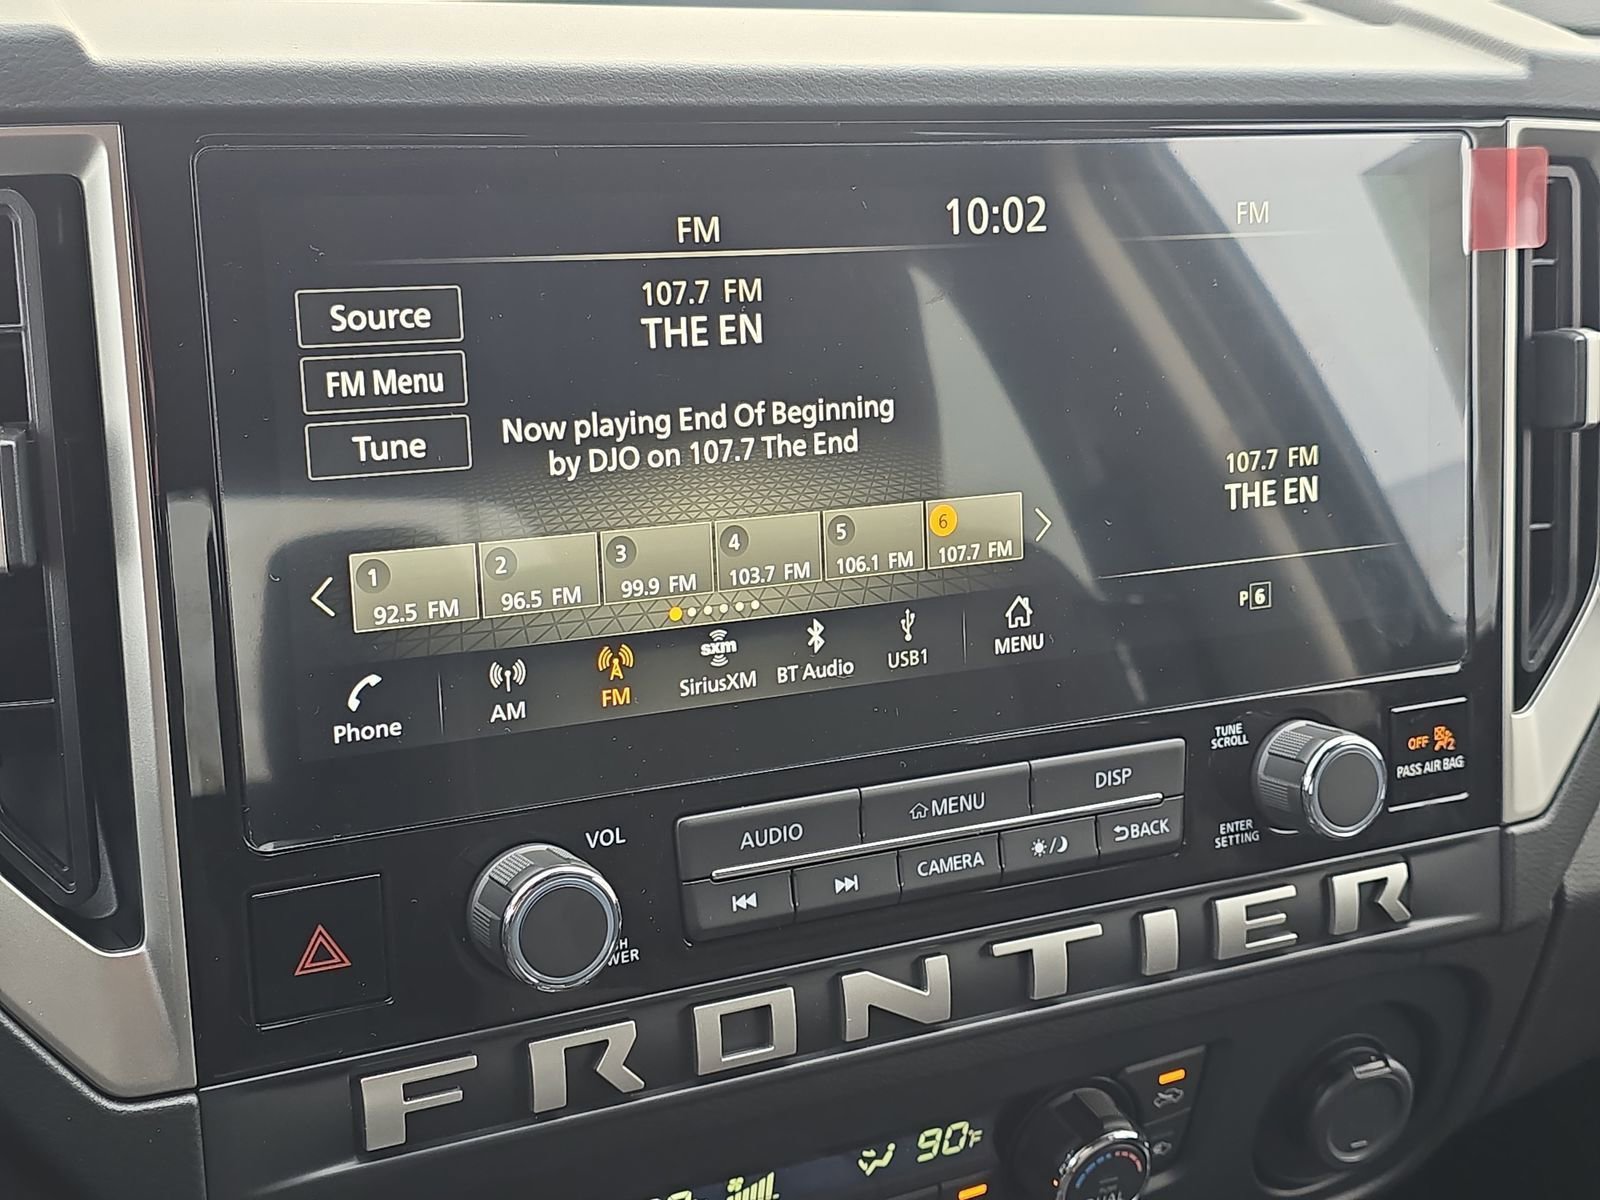 FM
10:02
FM
Source
FM Menu
Tune
107.7 FM
THE EN
Now playing End Of Beginning
by DJO on 107.7 The End
107.7 FM
THE EN
1
92.5 FM
2
96.5 FM
3
99.9 FM
4
103.7 FM
5
106.1 FM
6
107.7 FM
P 6
Phone
AM
FM
sxm
SiriusXM
BT Audio
USB1
MENU
VOL
AUDIO
MENU
DISP
CAMERA
BACK
TUNE
SCROLL
ENTER
SETTING
OFF
2
PASS AIR BAG
FRONTIER
90°F
DUAL